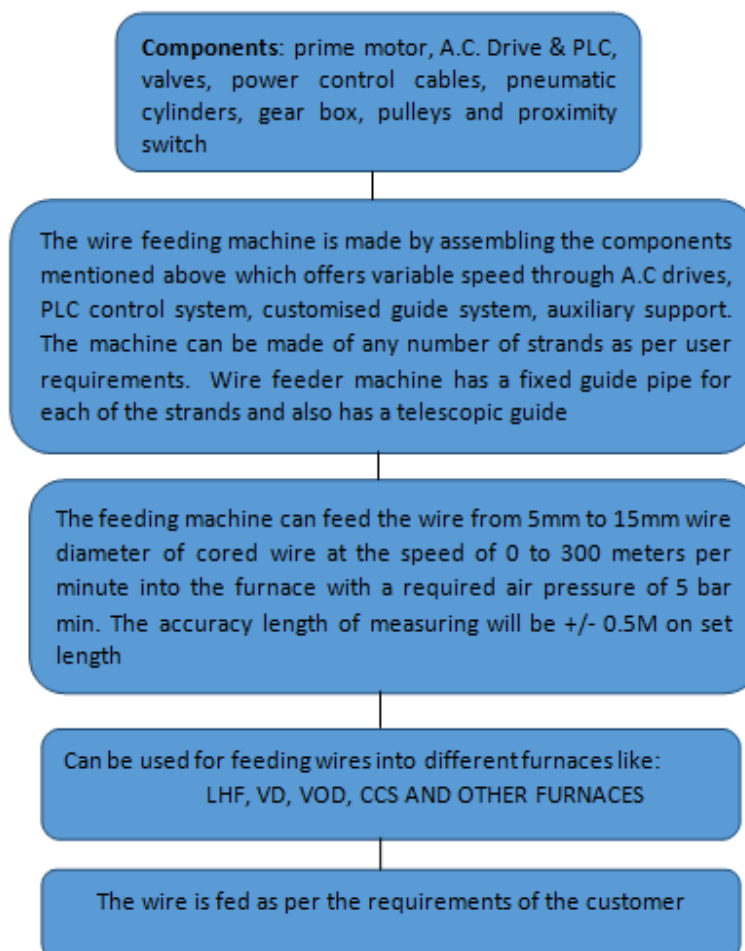 Components: prime motor, A.C. Drive & PLC,
valves, power control cables, pneumatic
cylinders, gear box, pulleys and proximity
switch
The wire feeding machine is made by assembling the components
mentioned above which offers variable speed through A.C drives,
PLC control system, customised guide system, auxiliary support.
The machine can be made of any number of strands as per user
requirements. Wire feeder machine has a fixed guide pipe for
each of the strands and also has a telescopic guide
The feeding machine can feed the wire from 5mm to 15mm wire
diameter of cored wire at the speed of 0 to 300 meters per
minute into the furnace with a required air pressure of 5 bar
min. The accuracy length of measuring will be +/- 0.5M on set
length
Can be used for feeding wires into different furnaces like:
LHF, VD, VOD, CCS AND OTHER FURNACES
The wire is fed as per the requirements of the customer